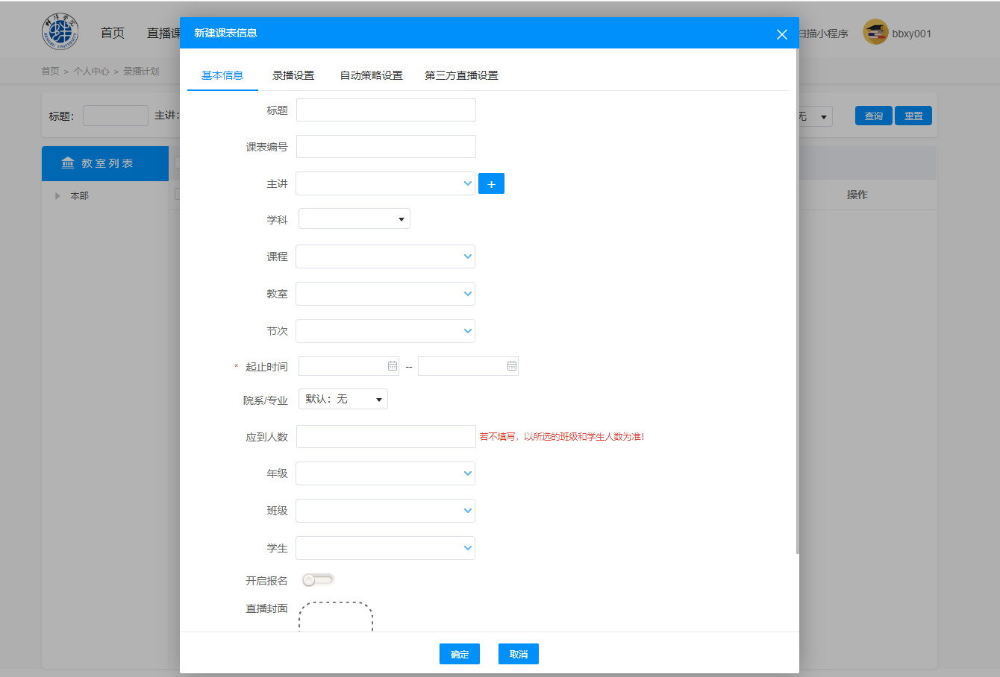 首页 直播课
扫描小程序 bbxy001
首页 > 个人中心 > 录播计划
标题: 主讲:
无 查询 重置
教室列表
本部
操作
新建课表信息
基本信息 录播设置 自动策略设置 第三方直播设置
标题
课表编号
主讲 +
学科
课程
教室
节次
* 起止时间 --
院系/专业 默认: 无
应到人数 若不填写，以所选的班级和学生人数为准!
年级
班级
学生
开启报名
直播封面
确定 取消